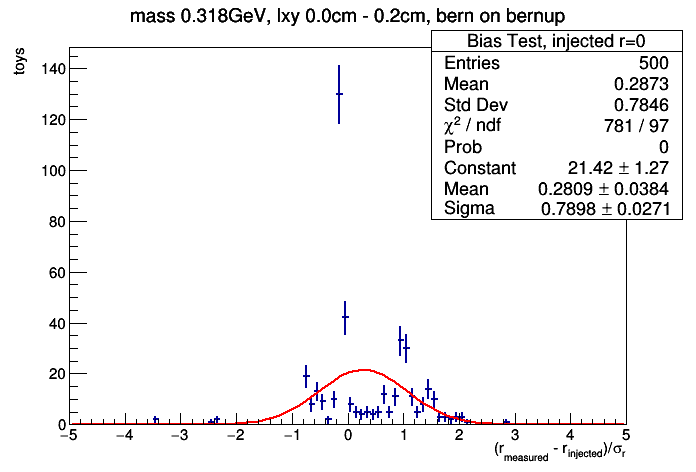 mass 0.318GeV, lxy 0.0cm - 0.2cm, bern on bernup
Bias Test, injected r=0
Entries 500
Mean 0.2873
Std Dev 0.7846
χ² / ndf 781 / 97
Prob 0
Constant 21.42 ± 1.27
Mean 0.2809 ± 0.0384
Sigma 0.7898 ± 0.0271
toys
140
120
100
80
60
40
20
0
−5 −4 −3 −2 −1 0 1 2 3 4 5
(r_measured - r_injected)/σ_r